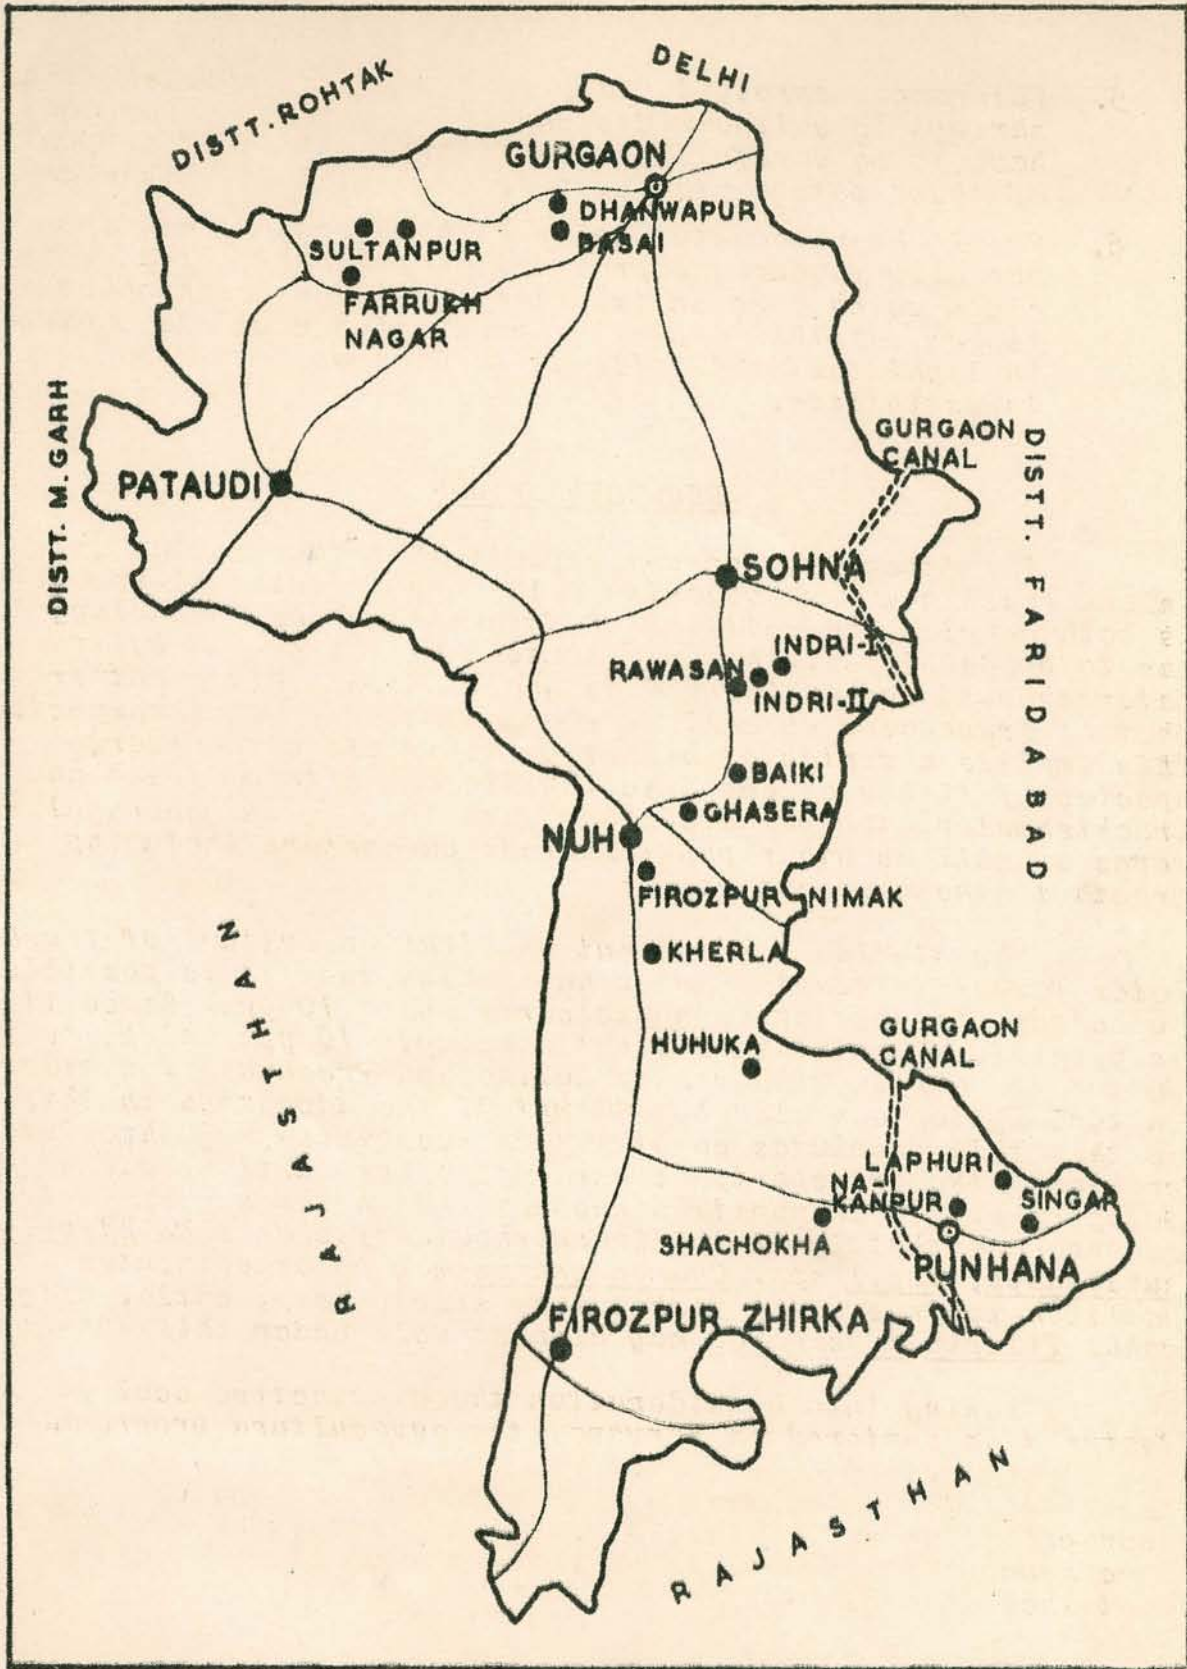 DELHI
DISTT. ROHTAK
GURGAON
DHANWAPUR
BASAI
SULTANPUR
FARRUKH
NAGAR
DISTT. M. GARH
GURGAON
CANAL
DISTT. FARIDABAD
PATAUDI
SOHNA
INDRI-I
RAWASAN
INDRI-II
BAIKI
GHASERA
NUH
FIROZPUR NIMAK
KHERLA
RAJASTHAN
HUHUKA
GURGAON
CANAL
LAPHURI
NA-
KANPUR
SINGAR
SHACHOKHA
PUNHANA
FIROZPUR ZHIRKA
RAJASTHAN